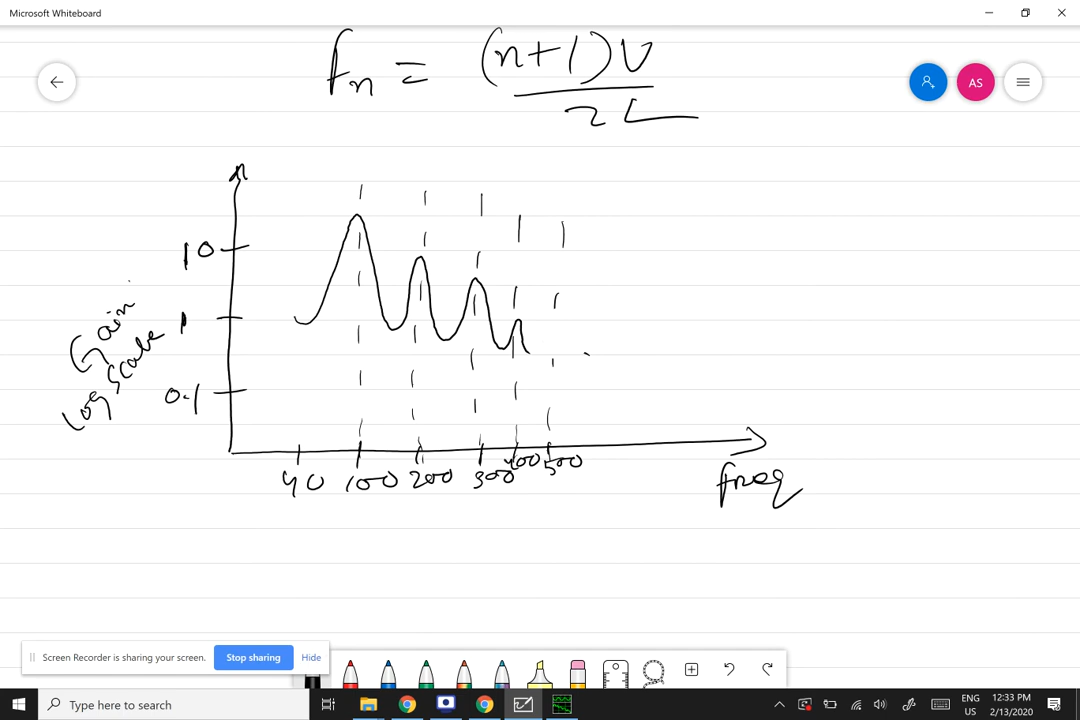 Microsoft Whiteboard
fn = (n+1)V
2L
AS
10
1
0.1
Gain
Log Scale
40 100 200 300 400 500
freq
Screen Recorder is sharing your screen. Stop sharing Hide
Type here to search
ENG
US
12:33 PM
2/13/2020